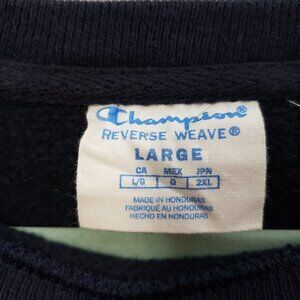 Champion
REVERSE WEAVE®
LARGE
CA MEX JPN
L/G G 2XL
MADE IN HONDURAS
FABRIQUÉ AU HONDURAS
HECHO EN HONDURAS